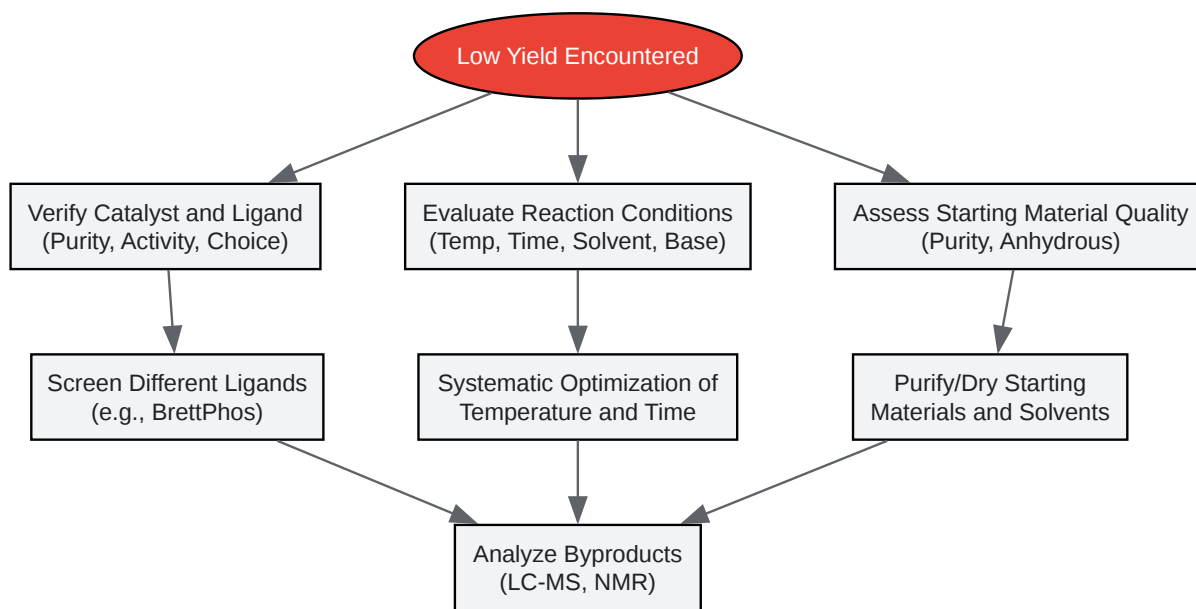 Low Yield Encountered
Verify Catalyst and Ligand
(Purity, Activity, Choice)
Evaluate Reaction Conditions
(Temp, Time, Solvent, Base)
Assess Starting Material Quality
(Purity, Anhydrous)
Screen Different Ligands
(e.g., BrettPhos)
Systematic Optimization of
Temperature and Time
Purify/Dry Starting
Materials and Solvents
Analyze Byproducts
(LC-MS, NMR)